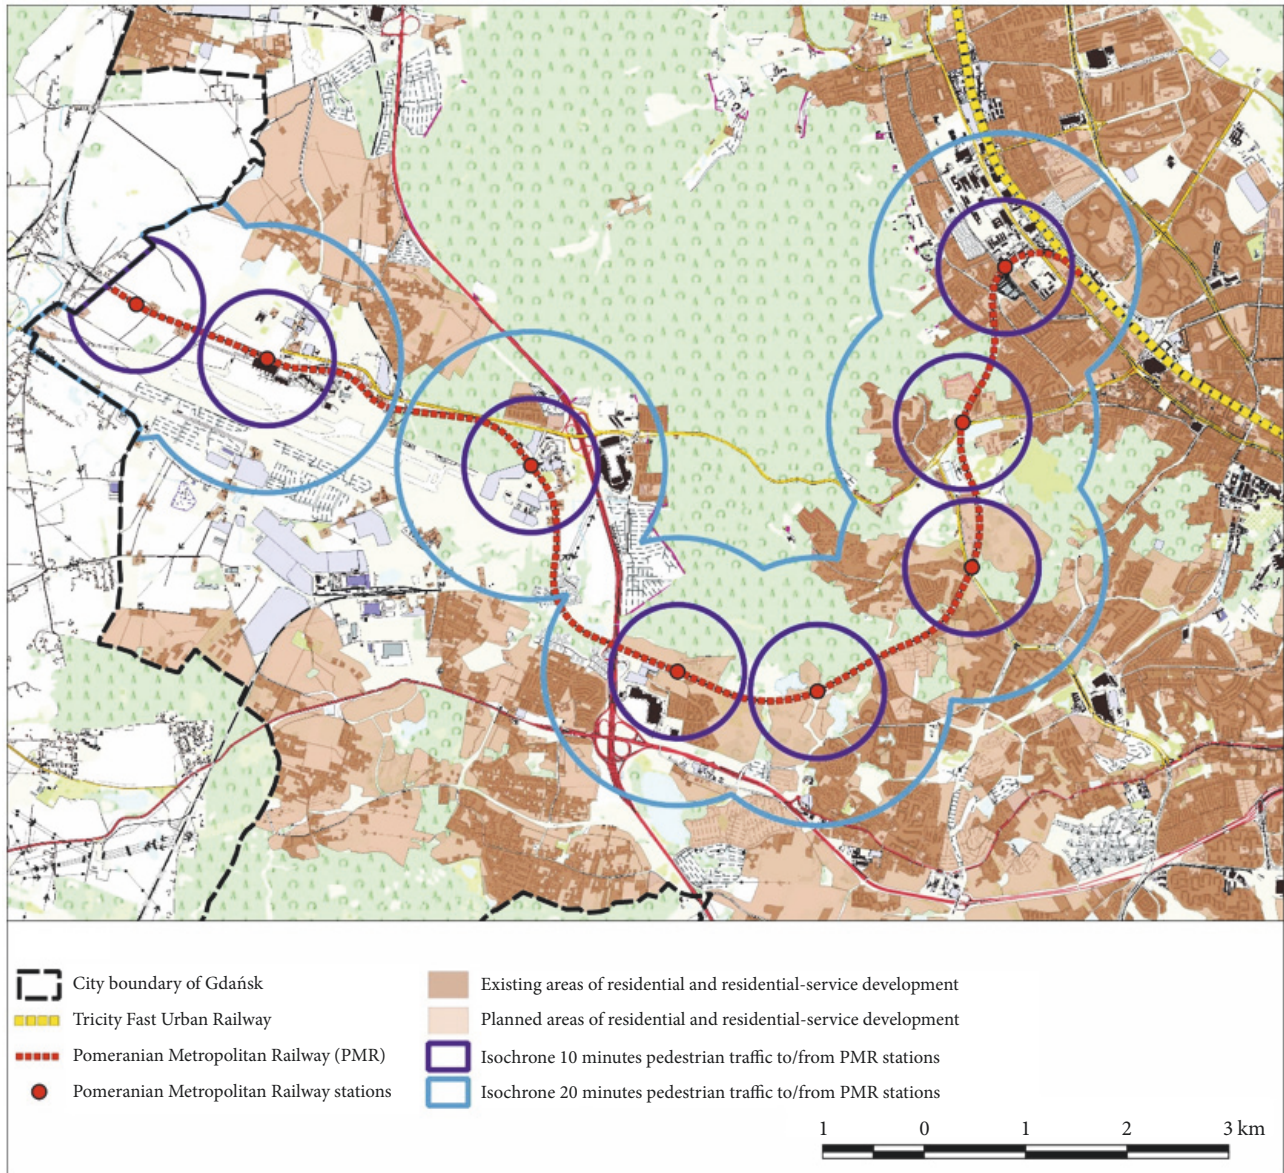 City boundary of Gdańsk
Tricity Fast Urban Railway
Pomeranian Metropolitan Railway (PMR)
Pomeranian Metropolitan Railway stations
Existing areas of residential and residential-service development
Planned areas of residential and residential-service development
Isochrone 10 minutes pedestrian traffic to/from PMR stations
Isochrone 20 minutes pedestrian traffic to/from PMR stations
1 0 1 2 3 km